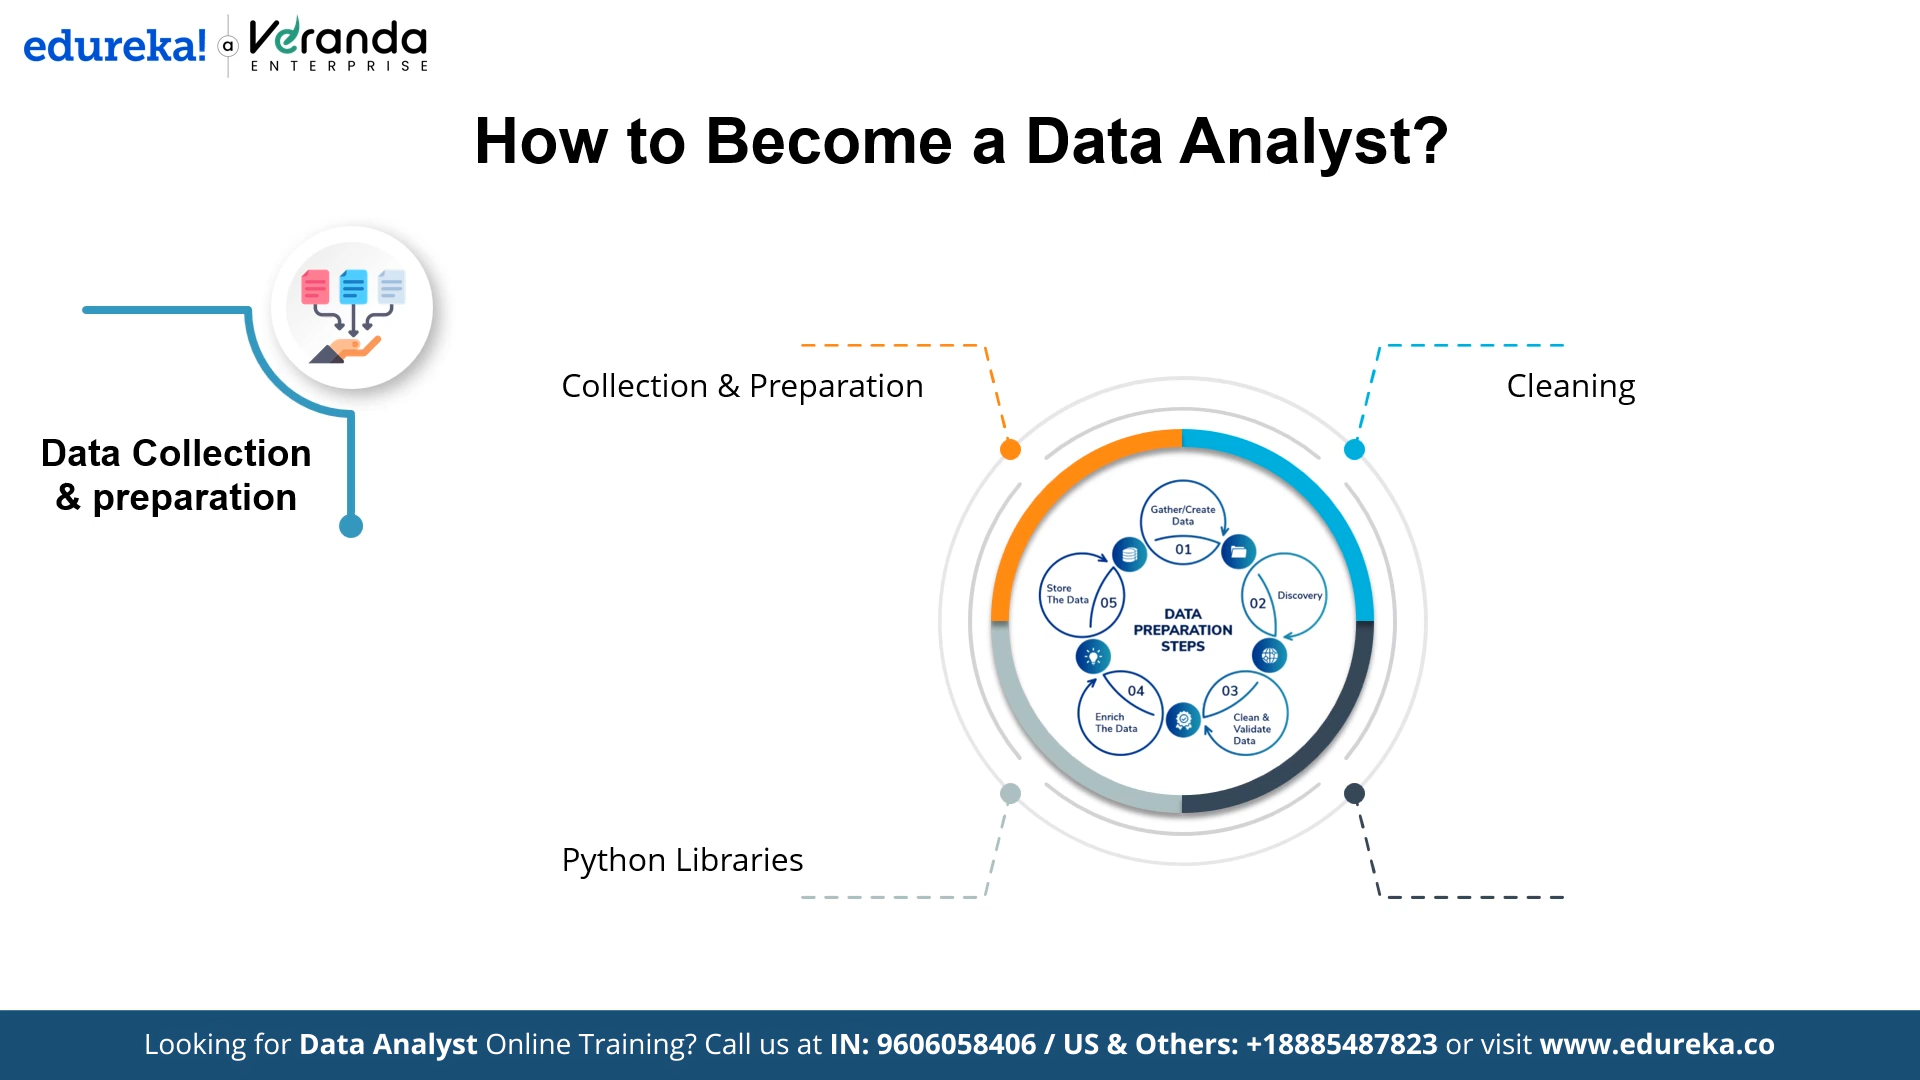 edureka!
a
Veranda
ENTERPRISE
How to Become a Data Analyst?
Data Collection
& preparation
Collection & Preparation
Cleaning
Python Libraries
DATA
PREPARATION
STEPS
Gather/Create
Data
01
02
Discovery
03
Clean &
Validate
Data
04
Enrich
The Data
Store
The Data
05
Looking for Data Analyst Online Training? Call us at IN: 9606058406 / US & Others: +18885487823 or visit www.edureka.co